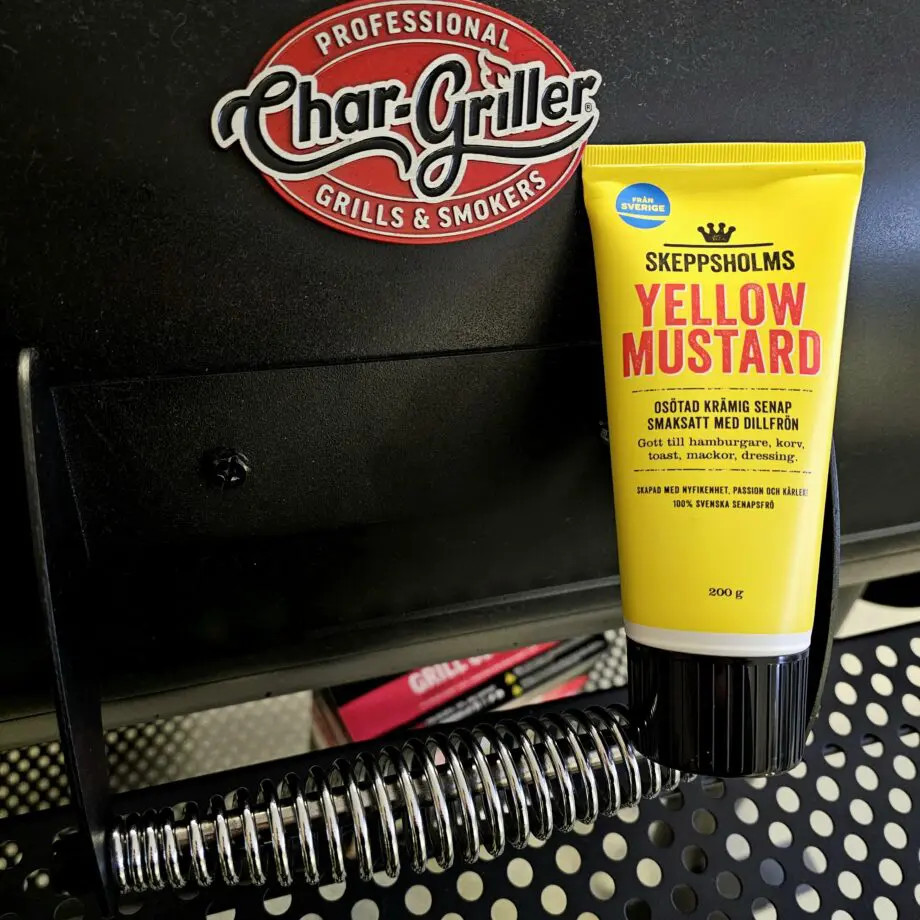 PROFESSIONAL
Char-Griller®
GRILLS & SMOKERS
FRÅN
SVERIGE
SKEPPSHOLMS
YELLOW
MUSTARD
OSÖTAD KRÄMIG SENAP
SMAKSATT MED DILLFRÖN
Gott till hamburgare, korv,
toast, mackor, dressing.
SKAPAD MED NYFIKENHET, PASSION OCH KÄRLEK!
100% SVENSKA SENAPSFRÖ
200 g
GRILL